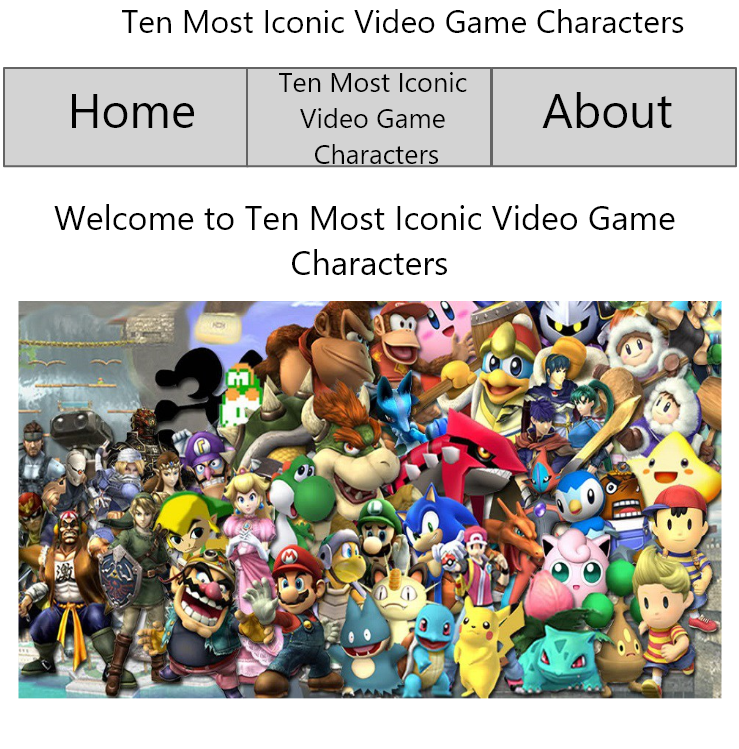 Ten Most Iconic Video Game Characters
Home
Ten Most Iconic
Video Game
Characters
About
Welcome to Ten Most Iconic Video Game
Characters